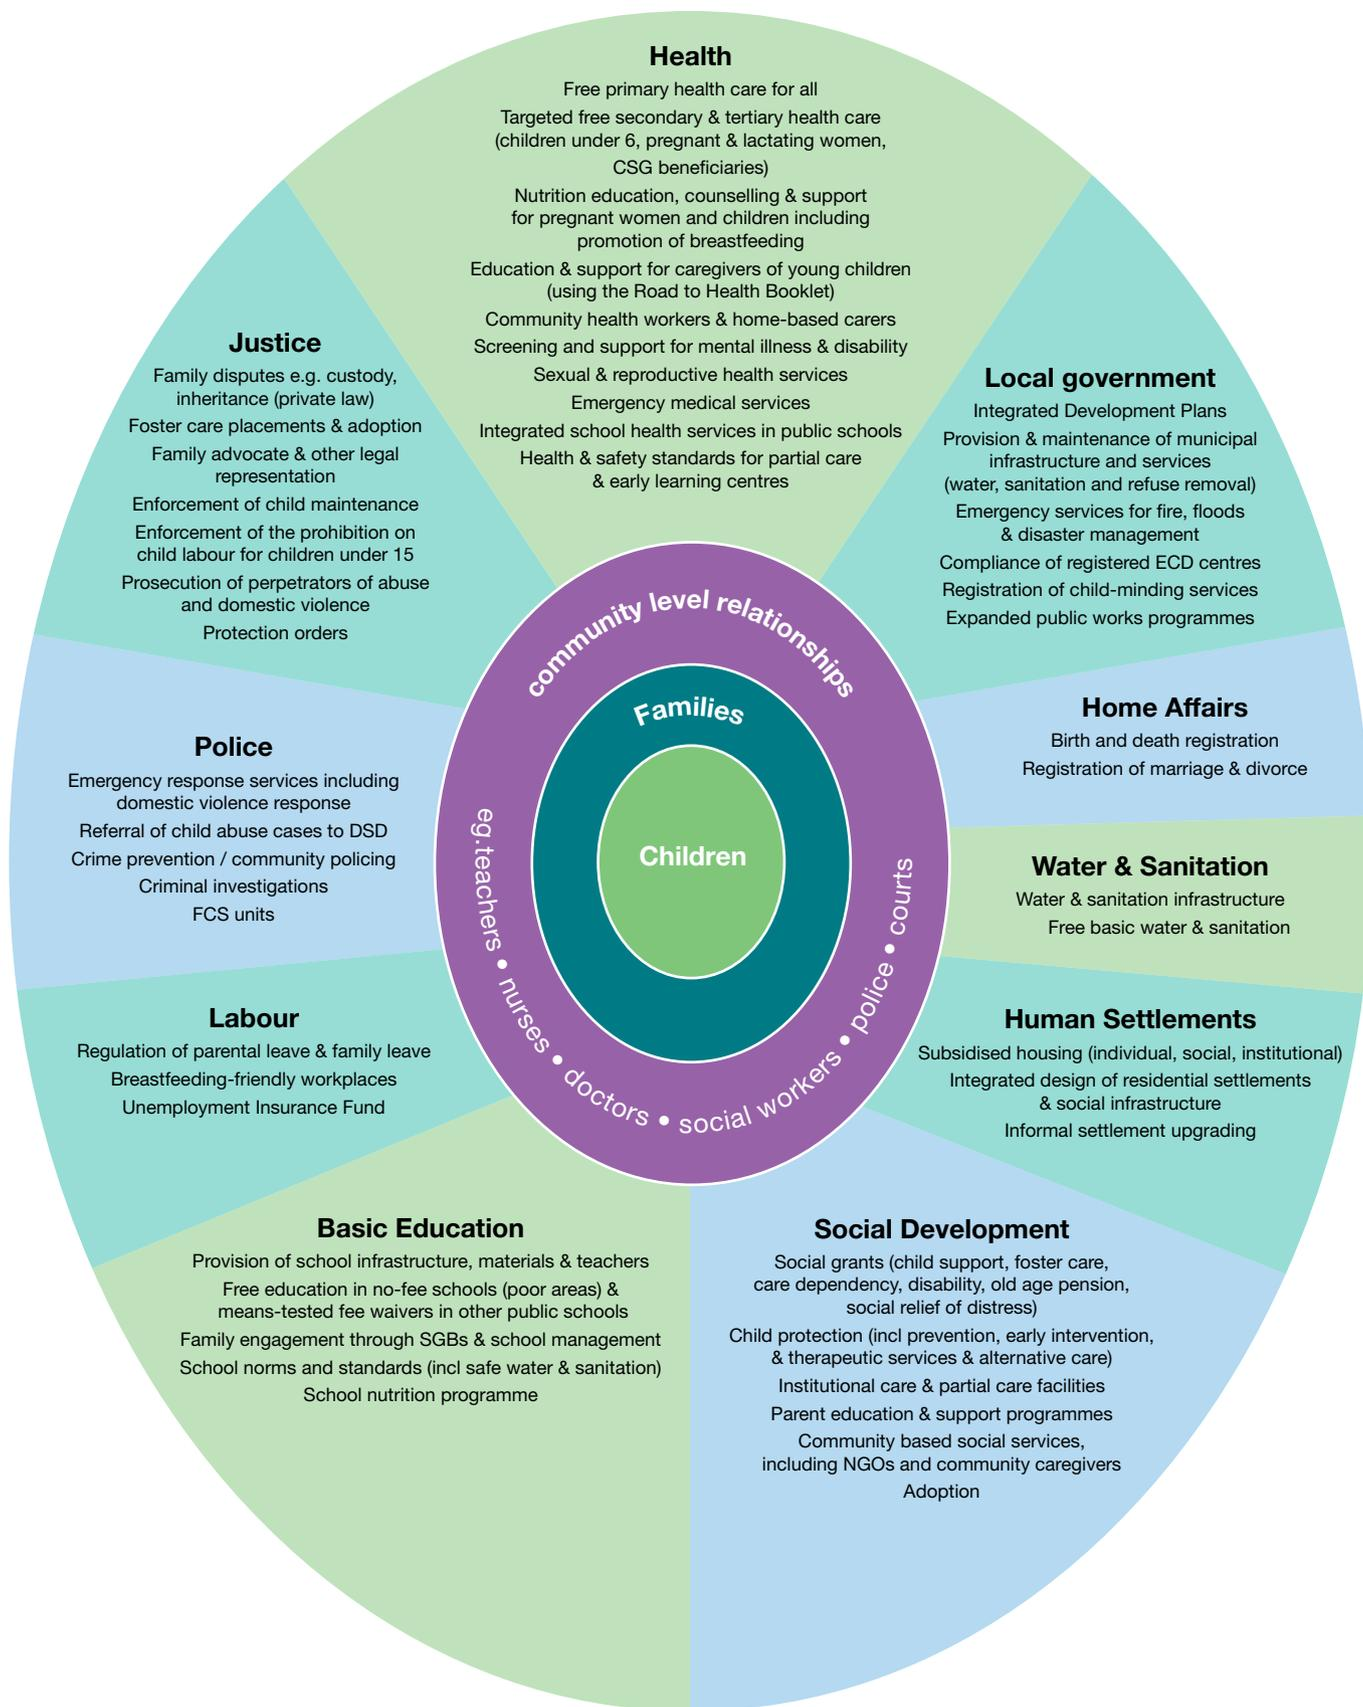 Health
Free primary health care for all
Targeted free secondary & tertiary health care
(children under 6, pregnant & lactating women,
CSG beneficiaries)
Nutrition education, counselling & support
for pregnant women and children including
promotion of breastfeeding
Education & support for caregivers of young children
(using the Road to Health Booklet)
Community health workers & home-based carers
Screening and support for mental illness & disability
Sexual & reproductive health services
Emergency medical services
Integrated school health services in public schools
Health & safety standards for partial care
& early learning centres
Local government
Integrated Development Plans
Provision & maintenance of municipal
infrastructure and services
(water, sanitation and refuse removal)
Emergency services for fire, floods
& disaster management
Compliance of registered ECD centres
Registration of child-minding services
Expanded public works programmes
Home Affairs
Birth and death registration
Registration of marriage & divorce
Water & Sanitation
Water & sanitation infrastructure
Free basic water & sanitation
Human Settlements
Subsidised housing (individual, social, institutional)
Integrated design of residential settlements
& social infrastructure
Informal settlement upgrading
Social Development
Social grants (child support, foster care,
care dependency, disability, old age pension,
social relief of distress)
Child protection (incl prevention, early intervention,
& therapeutic services & alternative care)
Institutional care & partial care facilities
Parent education & support programmes
Community based social services,
including NGOs and community caregivers
Adoption
Basic Education
Provision of school infrastructure, materials & teachers
Free education in no-fee schools (poor areas) &
means-tested fee waivers in other public schools
Family engagement through SGBs & school management
School norms and standards (incl safe water & sanitation)
School nutrition programme
Labour
Regulation of parental leave & family leave
Breastfeeding-friendly workplaces
Unemployment Insurance Fund
Police
Emergency response services including
domestic violence response
Referral of child abuse cases to DSD
Crime prevention / community policing
Criminal investigations
FCS units
Justice
Family disputes e.g. custody,
inheritance (private law)
Foster care placements & adoption
Family advocate & other legal
representation
Enforcement of child maintenance
Enforcement of the prohibition on
child labour for children under 15
Prosecution of perpetrators of abuse
and domestic violence
Protection orders
community level relationships
eg.teachers • nurses • doctors • social workers • police • courts
Families
Children